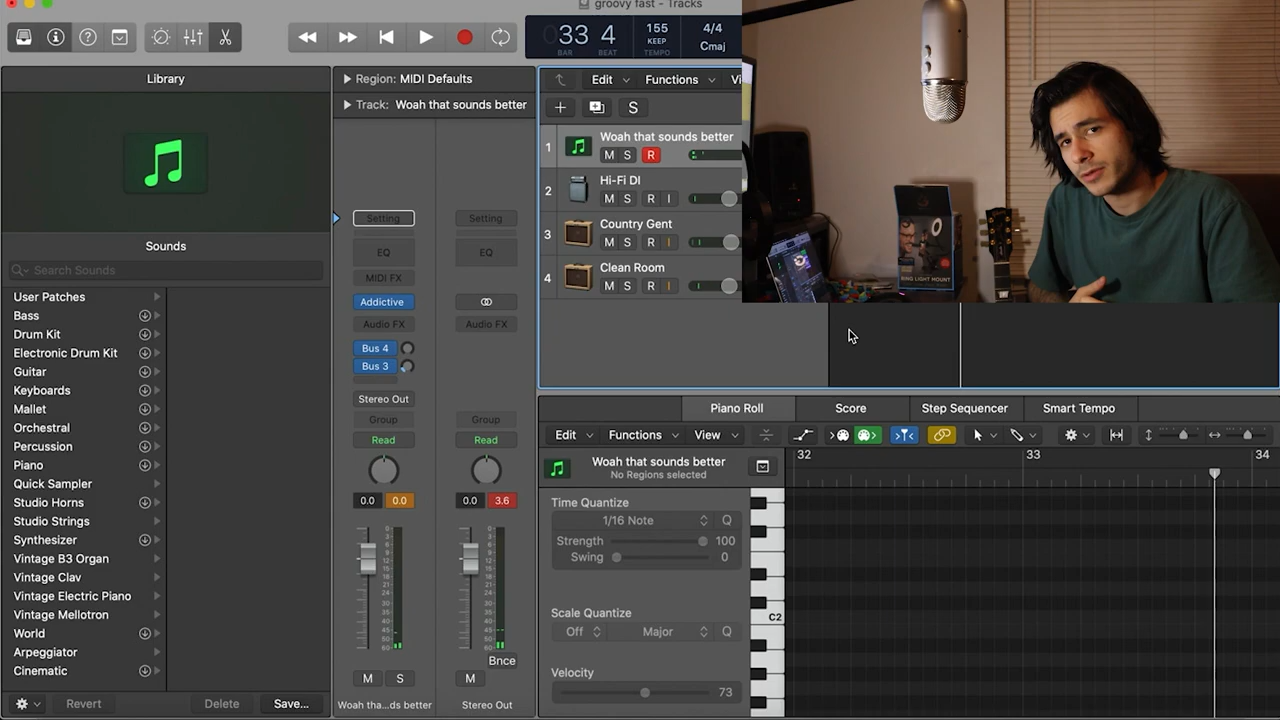 groovy fast - Tracks
33 4
BAR BEAT
155
KEEP
TEMPO
4/4
Cmaj
Library
Region: MIDI Defaults
Edit
Functions
Vi
Track: Woah that sounds better
S
1
Woah that sounds better
M S R
2
Hi-Fi DI
M S R I
3
Country Gent
M S R I
4
Clean Room
M S R I
RING LIGHT MOUNT
Sounds
Search Sounds
User Patches
Bass
Drum Kit
Electronic Drum Kit
Guitar
Keyboards
Mallet
Orchestral
Percussion
Piano
Quick Sampler
Studio Horns
Studio Strings
Synthesizer
Vintage B3 Organ
Vintage Clav
Vintage Electric Piano
Vintage Mellotron
World
Arpeggiator
Cinematic
Revert
Delete
Save...
Setting
EQ
MIDI FX
Addictive
Audio FX
Bus 4
Bus 3
Stereo Out
Group
Read
0.0 0.0
M S
Woah tha...ds better
Setting
EQ
Audio FX
Group
Read
0.0 3.6
Bnce
M
Stereo Out
Piano Roll
Score
Step Sequencer
Smart Tempo
Edit
Functions
View
Woah that sounds better
No Regions selected
32
33
34
Time Quantize
1/16 Note
Q
Strength 100
Swing 0
Scale Quantize
Off
Major
Q
Velocity
73
C2